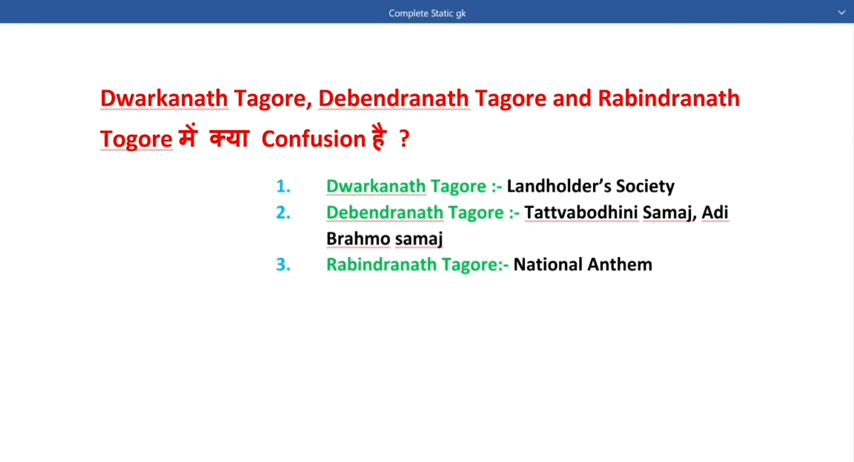 Complete Static gk
Dwarkanath Tagore, Debendranath Tagore and Rabindranath
Togore में क्या Confusion है ?
1. Dwarkanath Tagore :- Landholder’s Society
2. Debendranath Tagore :- Tattvabodhini Samaj, Adi
Brahmo samaj
3. Rabindranath Tagore:- National Anthem